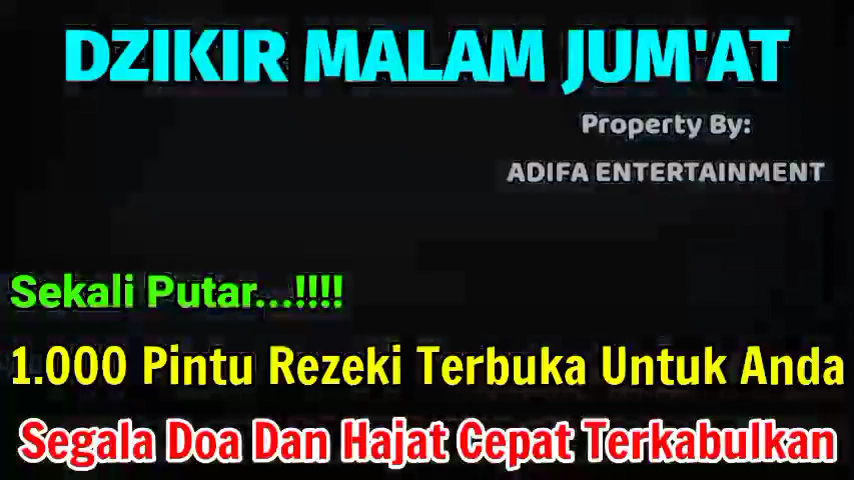 DZIKIR MALAM JUM'AT
Property By:
ADIFA ENTERTAINMENT
Sekali Putar...!!!!
1.000 Pintu Rezeki Terbuka Untuk Anda
Segala Doa Dan Hajat Cepat Terkabulkan